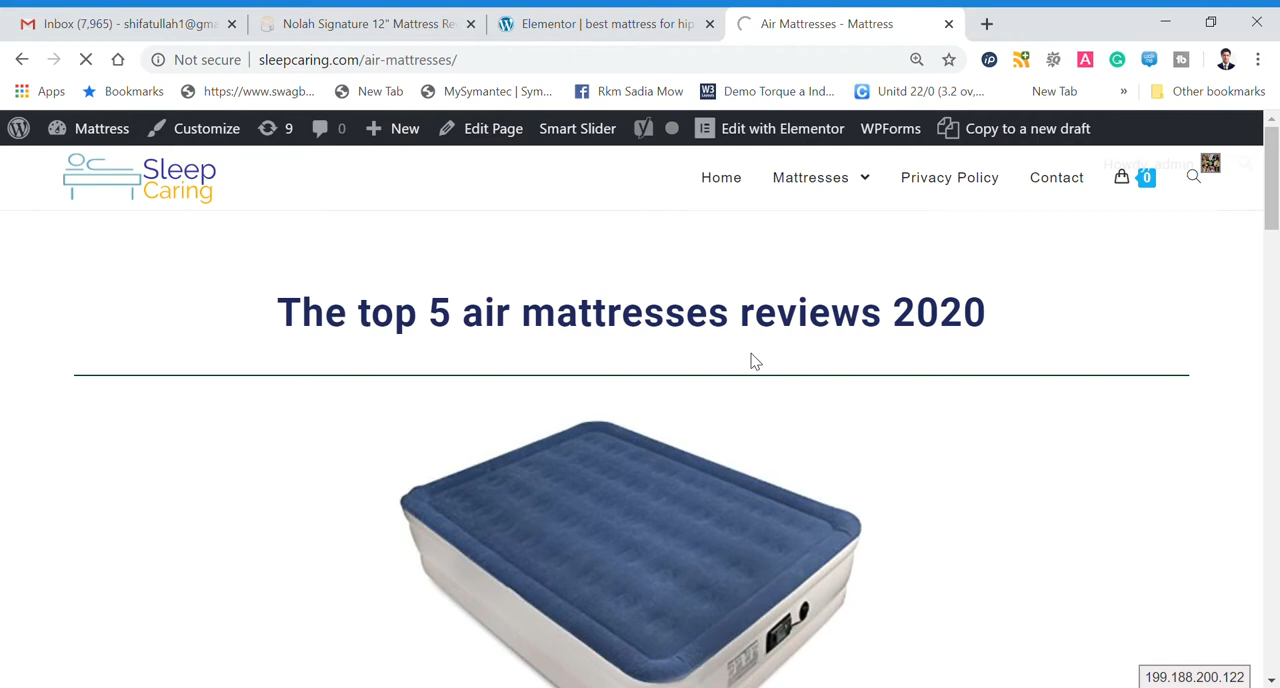 Inbox (7,965) - shifatullah1@gma
Nolah Signature 12" Mattress Re
Elementor | best mattress for hip
Air Mattresses - Mattress
Not secure
sleepcaring.com/air-mattresses/
Apps
Bookmarks
https://www.swagb...
New Tab
MySymantec | Sym...
Rkm Sadia Mow
Demo Torque a Ind...
Unitd 22/0 (3.2 ov,...
New Tab
»
Other bookmarks
Mattress
Customize
9
0
New
Edit Page
Smart Slider
Edit with Elementor
WPForms
Copy to a new draft
Howdy, admin
Sleep
Caring
Home
Mattresses
Privacy Policy
Contact
0
The top 5 air mattresses reviews 2020
199.188.200.122